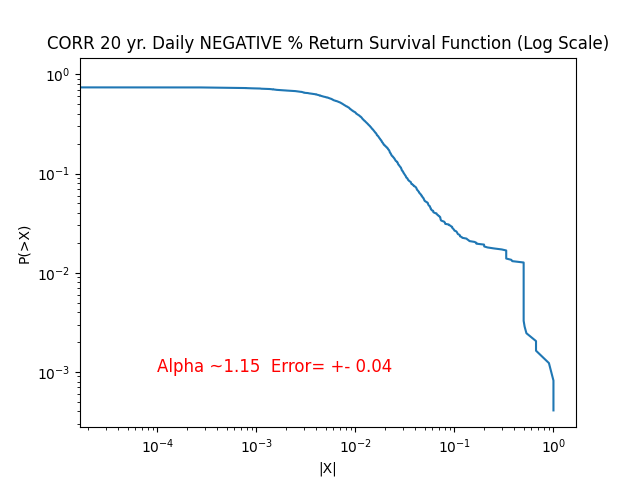 CORR 20 yr. Daily NEGATIVE % Return Survival Function (Log Scale)
10⁰
10⁻¹
10⁻²
10⁻³
P(>X)
Alpha ~1.15  Error= +- 0.04
10⁻⁴ 10⁻³ 10⁻² 10⁻¹ 10⁰
|X|